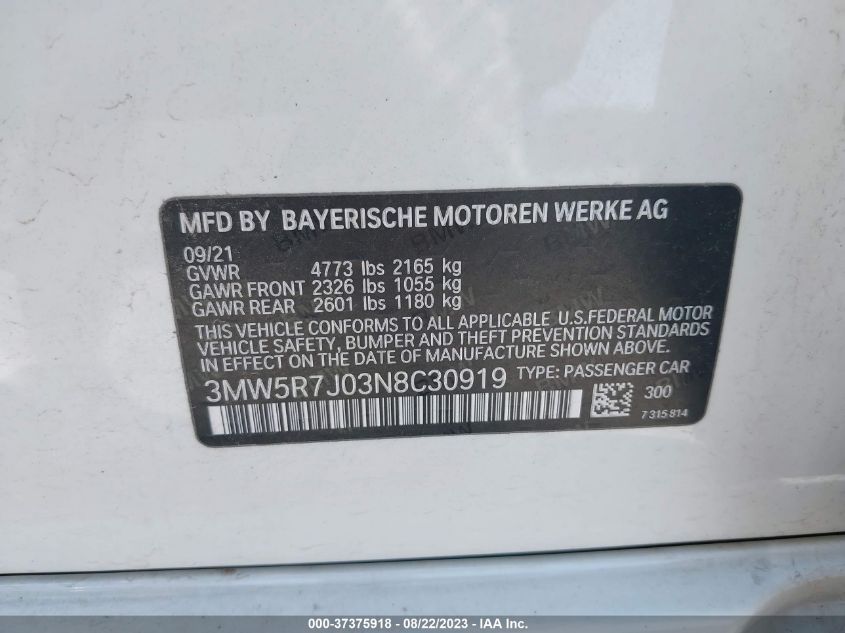 MFD BY BAYERISCHE MOTOREN WERKE AG
09/21
GVWR 4773 lbs 2165 kg
GAWR FRONT 2326 lbs 1055 kg
GAWR REAR 2601 lbs 1180 kg
THIS VEHICLE CONFORMS TO ALL APPLICABLE U.S.FEDERAL MOTOR
VEHICLE SAFETY, BUMPER AND THEFT PREVENTION STANDARDS
IN EFFECT ON THE DATE OF MANUFACTURE SHOWN ABOVE.
3MW5R7J03N8C30919 TYPE: PASSENGER CAR
300
7 315 814
000-37375918 - 08/22/2023 - © IAA Holdings, LLC.